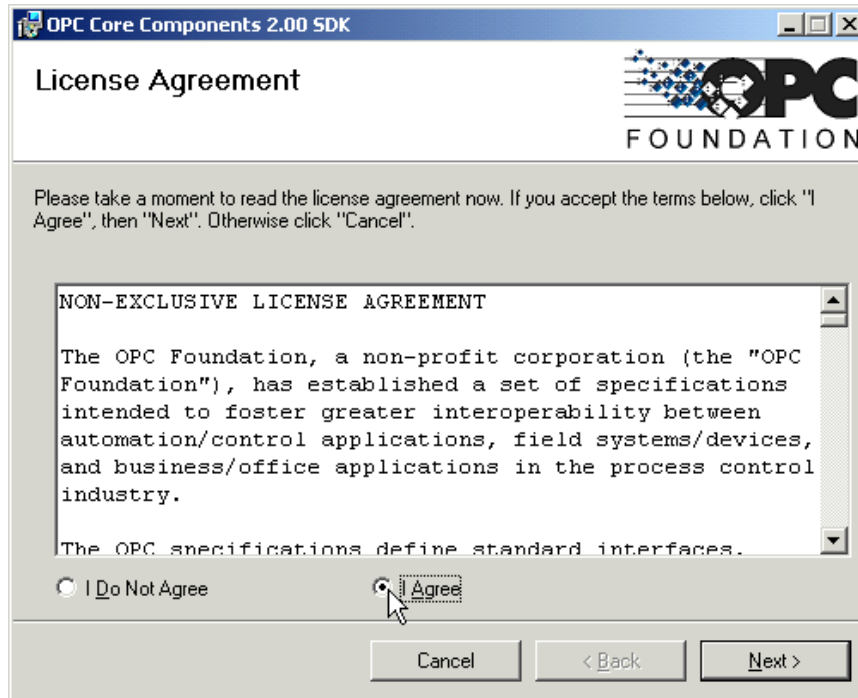 OPC Core Components 2.00 SDK
License Agreement
OPC
FOUNDATION
Please take a moment to read the license agreement now. If you accept the terms below, click "I
Agree", then "Next". Otherwise click "Cancel".
NON-EXCLUSIVE LICENSE AGREEMENT
The OPC Foundation, a non-profit corporation (the "OPC
Foundation"), has established a set of specifications
intended to foster greater interoperability between
automation/control applications, field systems/devices,
and business/office applications in the process control
industry.
The OPC specifications define standard interfaces,
I Do Not Agree
I Agree
Cancel
< Back
Next >